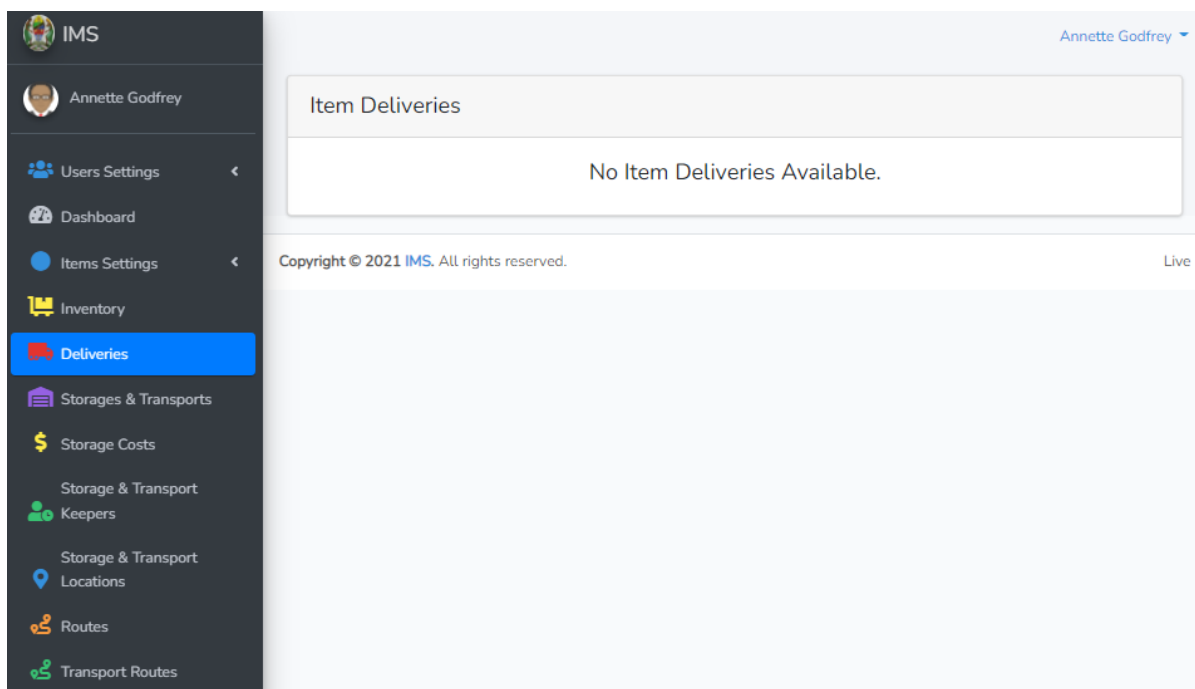 IMS
Annette Godfrey
Annette Godfrey
Users Settings
Dashboard
Items Settings
Inventory
Deliveries
Storages & Transports
Storage Costs
Storage & Transport
Keepers
Storage & Transport
Locations
Routes
Transport Routes
Item Deliveries
No Item Deliveries Available.
Copyright © 2021 IMS. All rights reserved.
Live